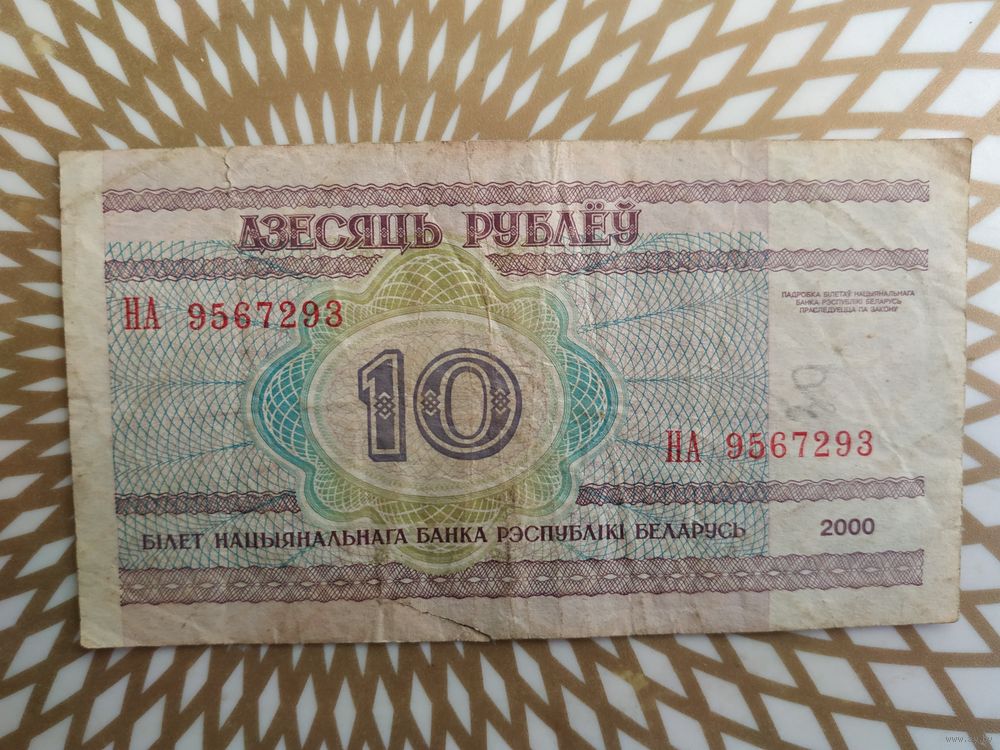 ДЗЕСЯЦЬ РУБЛЁЎ
НА 9567293
ПАДРОБКА БІЛЕТАЎ НАЦЫЯНАЛЬНАГА
БАНКА РЭСПУБЛІКІ БЕЛАРУСЬ
ПРАСЛЕДУЕЦЦА ПА ЗАКОНУ
10
НА 9567293
БІЛЕТ НАЦЫЯНАЛЬНАГА БАНКА РЭСПУБЛІКІ БЕЛАРУСЬ 2000